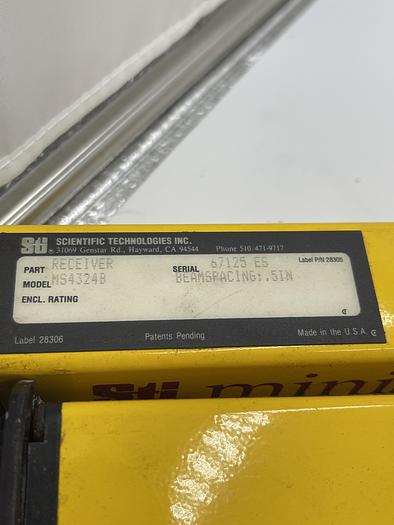 Sti SCIENTIFIC TECHNOLOGIES INC.
® 31069 Genstar Rd., Hayward, CA 94544 Phone 510/471-9717
PART RECEIVER SERIAL 67125 ES Label P/N 28305
MODEL MS4324B BEAMSPACING:.5IN
ENCL. RATING
Label 28306 Patents Pending Made in the U.S.A.
Sti mini